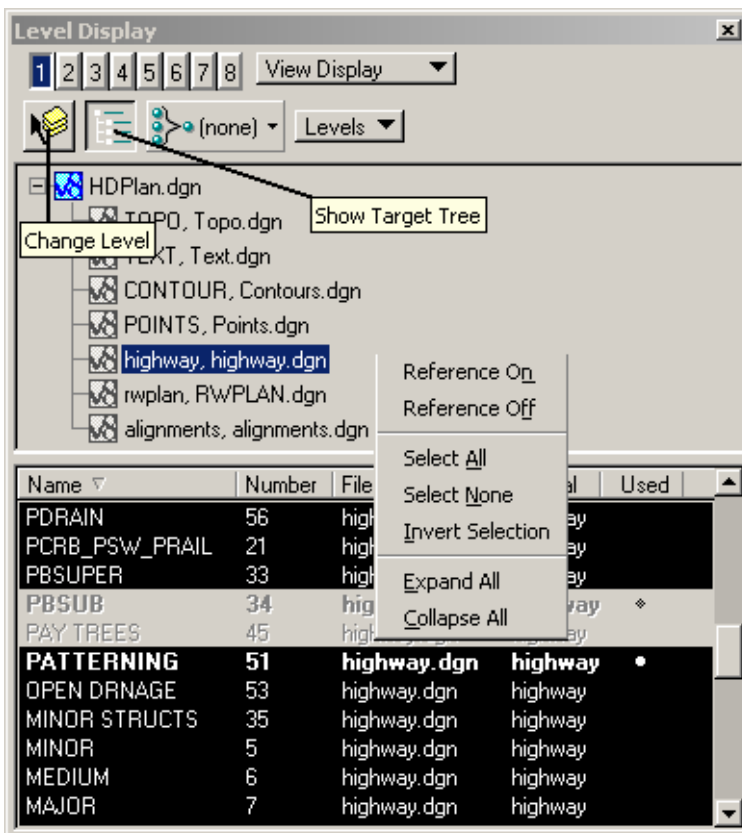 Level Display
1 2 3 4 5 6 7 8 View Display
(none) Levels
HDPlan.dgn
TOPO, Topo.dgn
Show Target Tree
Change Level
TEXT, Text.dgn
CONTOUR, Contours.dgn
POINTS, Points.dgn
highway, highway.dgn
rwplan, RWPLAN.dgn
alignments, alignments.dgn
Reference On
Reference Off
Select All
Select None
Invert Selection
Expand All
Collapse All
Name Number File Used
PDRAIN 56
PCRB_PSW_PRAIL 21
PBSUPER 33
PBSUB 34
PAY TREES 45
PATTERNING 51 highway.dgn highway
OPEN DRNAGE 53 highway.dgn highway
MINOR STRUCTS 35 highway.dgn highway
MINOR 5 highway.dgn highway
MEDIUM 6 highway.dgn highway
MAJOR 7 highway.dgn highway